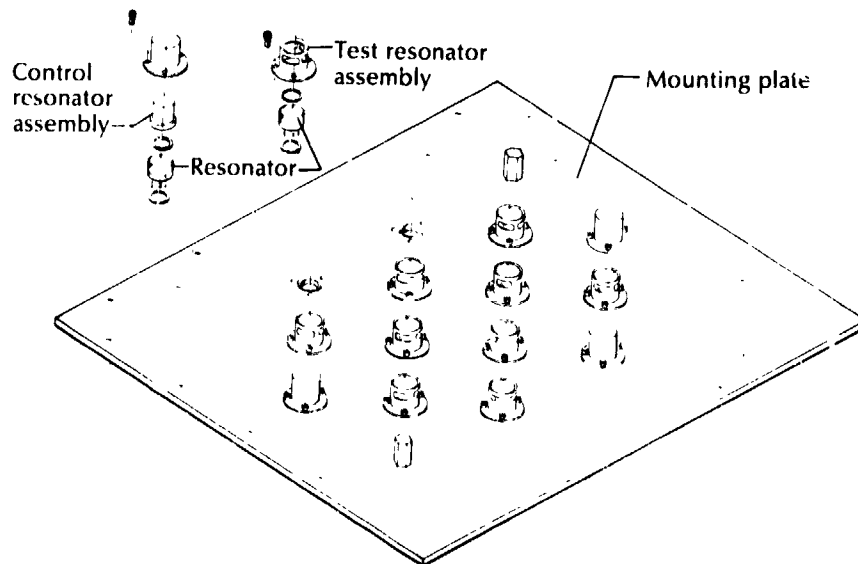 Control
resonator
assembly
Test resonator
assembly
Resonator
Mounting plate